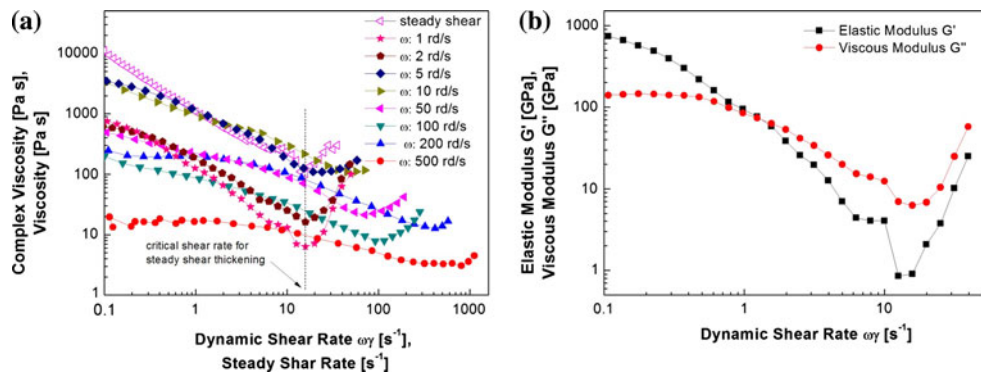 (a)
Complex Viscosity [Pa s],
Viscosity [Pa s]
10000
1000
100
10
1
steady shear
ω: 1 rd/s
ω: 2 rd/s
ω: 5 rd/s
ω: 10 rd/s
ω: 50 rd/s
ω: 100 rd/s
ω: 200 rd/s
ω: 500 rd/s
critical shear rate for
steady shear thickening
0.1
1
10
100
1000
Dynamic Shear Rate ωγ [s⁻¹],
Steady Shar Rate [s⁻¹]
(b)
Elastic Modulus G' [GPa],
Viscous Modulus G'' [GPa]
1000
100
10
1
Elastic Modulus G'
Viscous Modulus G''
0.1
1
10
Dynamic Shear Rate ωγ [s⁻¹]